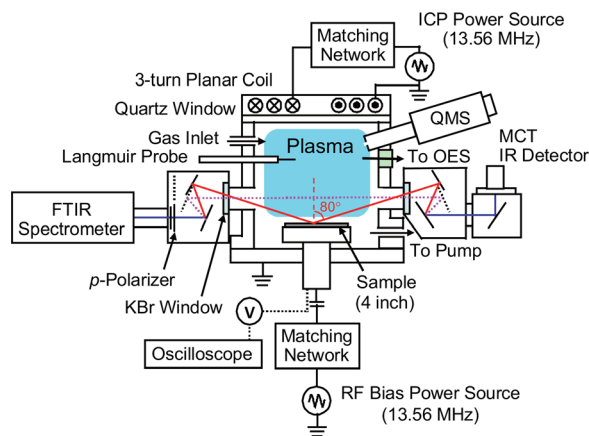 ICP Power Source
(13.56 MHz)
Matching
Network
3-turn Planar Coil
Quartz Window
QMS
Gas Inlet
Plasma
MCT
IR Detector
Langmuir Probe
To OES
80°
FTIR
Spectrometer
To Pump
p-Polarizer
Sample
(4 inch)
KBr Window
V
Oscilloscope
Matching
Network
RF Bias Power Source
(13.56 MHz)